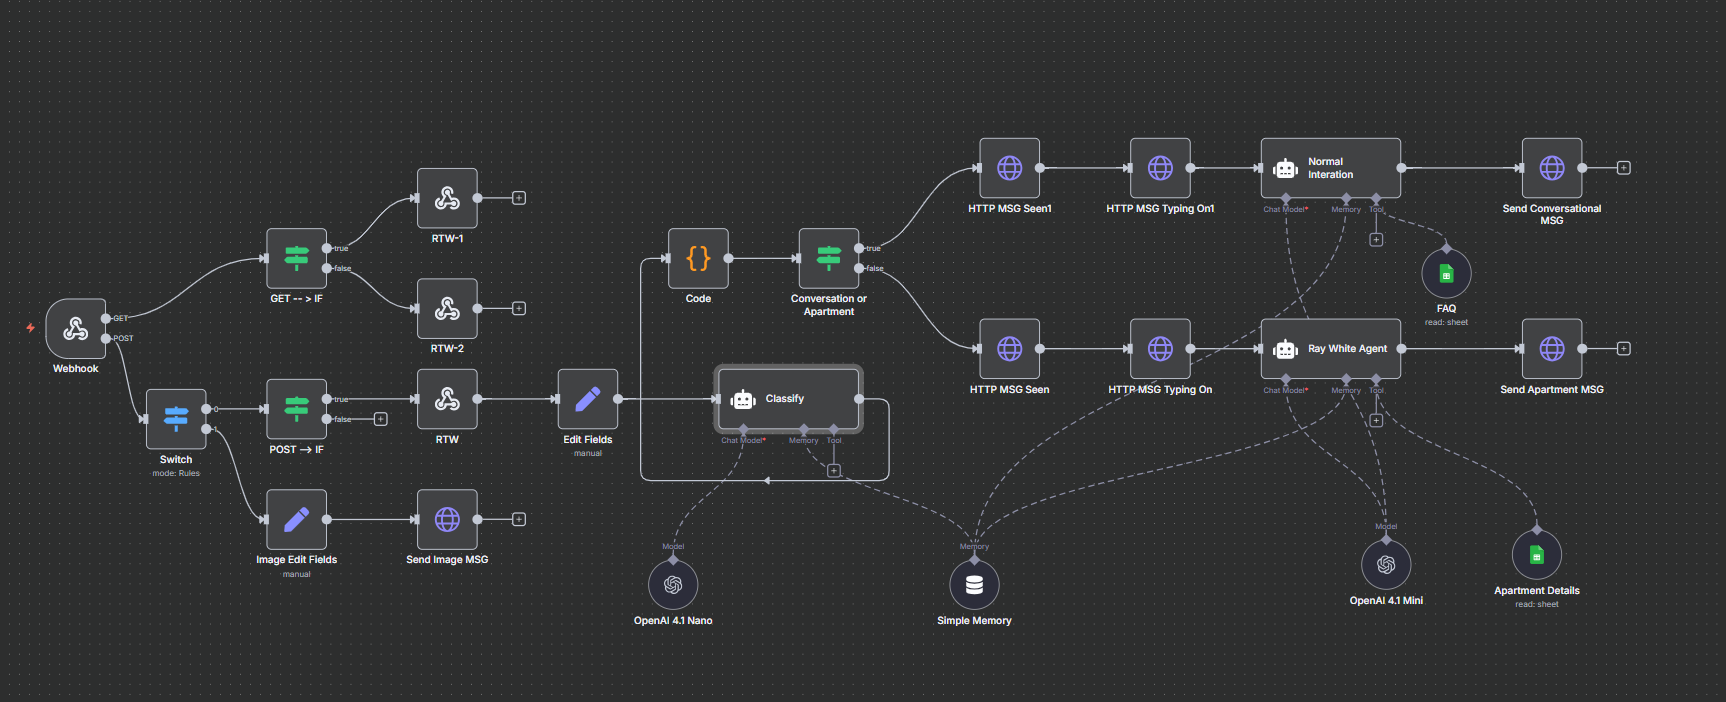 Webhook
GET
POST
GET -- > IF
true
false
RTW-1
RTW-2
Switch
mode: Rules
0
1
POST --> IF
true
false
RTW
Edit Fields
manual
Image Edit Fields
manual
Send Image MSG
Code
Classify
Chat Model*
Memory
Tool
Model
OpenAI 4.1 Nano
Conversation or
Apartment
true
false
Memory
Simple Memory
HTTP MSG Seen1
HTTP MSG Typing On1
Normal
Interation
Chat Model*
Memory
Tool
Send Conversational
MSG
FAQ
read: sheet
HTTP MSG Seen
HTTP MSG Typing On
Ray White Agent
Chat Model*
Memory
Tool
Send Apartment MSG
Model
OpenAI 4.1 Mini
Apartment Details
read: sheet